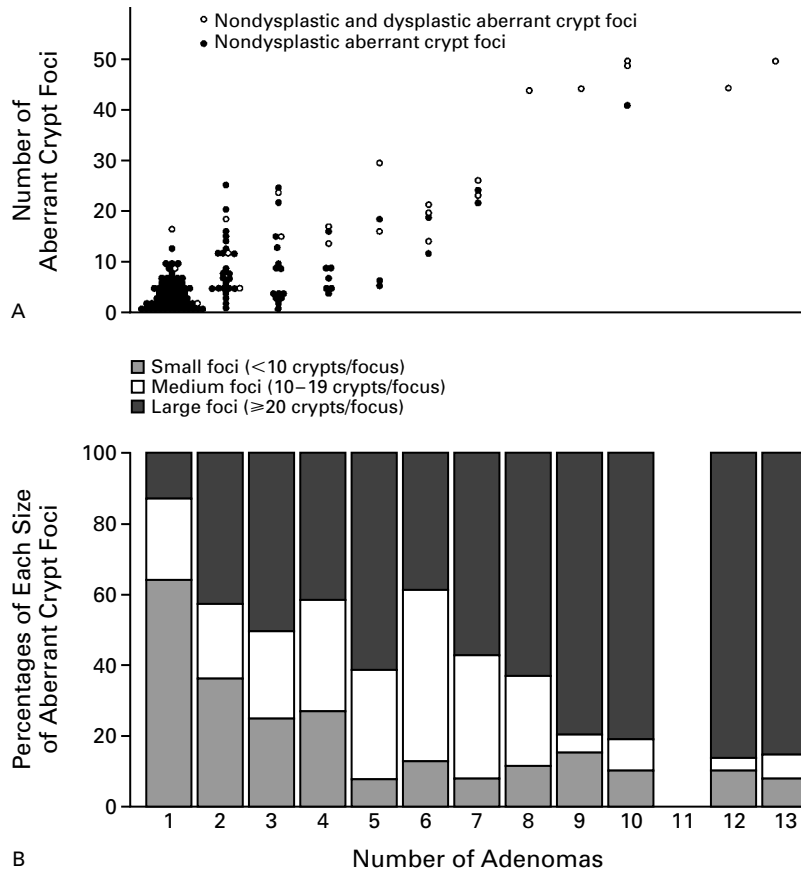 Nondysplastic and dysplastic aberrant crypt foci
Nondysplastic aberrant crypt foci
Number of
Aberrant Crypt Foci
50
40
30
20
10
0
A
Small foci (<10 crypts/focus)
Medium foci (10–19 crypts/focus)
Large foci (≥20 crypts/focus)
Percentages of Each Size
of Aberrant Crypt Foci
100
80
60
40
20
0
1 2 3 4 5 6 7 8 9 10 11 12 13
B
Number of Adenomas